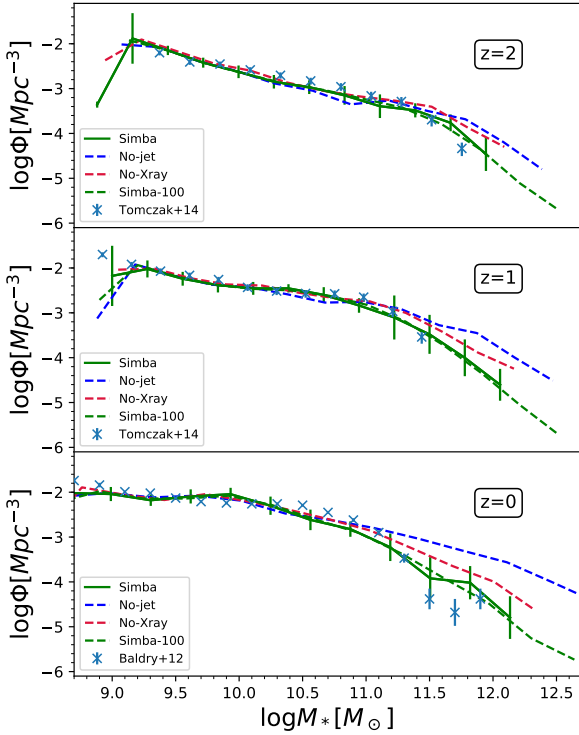 logΦ[Mpc⁻³]
−2
−3
−4
−5
−6
z=2
Simba
No-jet
No-Xray
Simba-100
Tomczak+14
logΦ[Mpc⁻³]
−1
−2
−3
−4
−5
−6
z=1
Simba
No-jet
No-Xray
Simba-100
Tomczak+14
logΦ[Mpc⁻³]
−1
−2
−3
−4
−5
−6
z=0
Simba
No-jet
No-Xray
Simba-100
Baldry+12
9.0 9.5 10.0 10.5 11.0 11.5 12.0 12.5
logM*[M⊙]